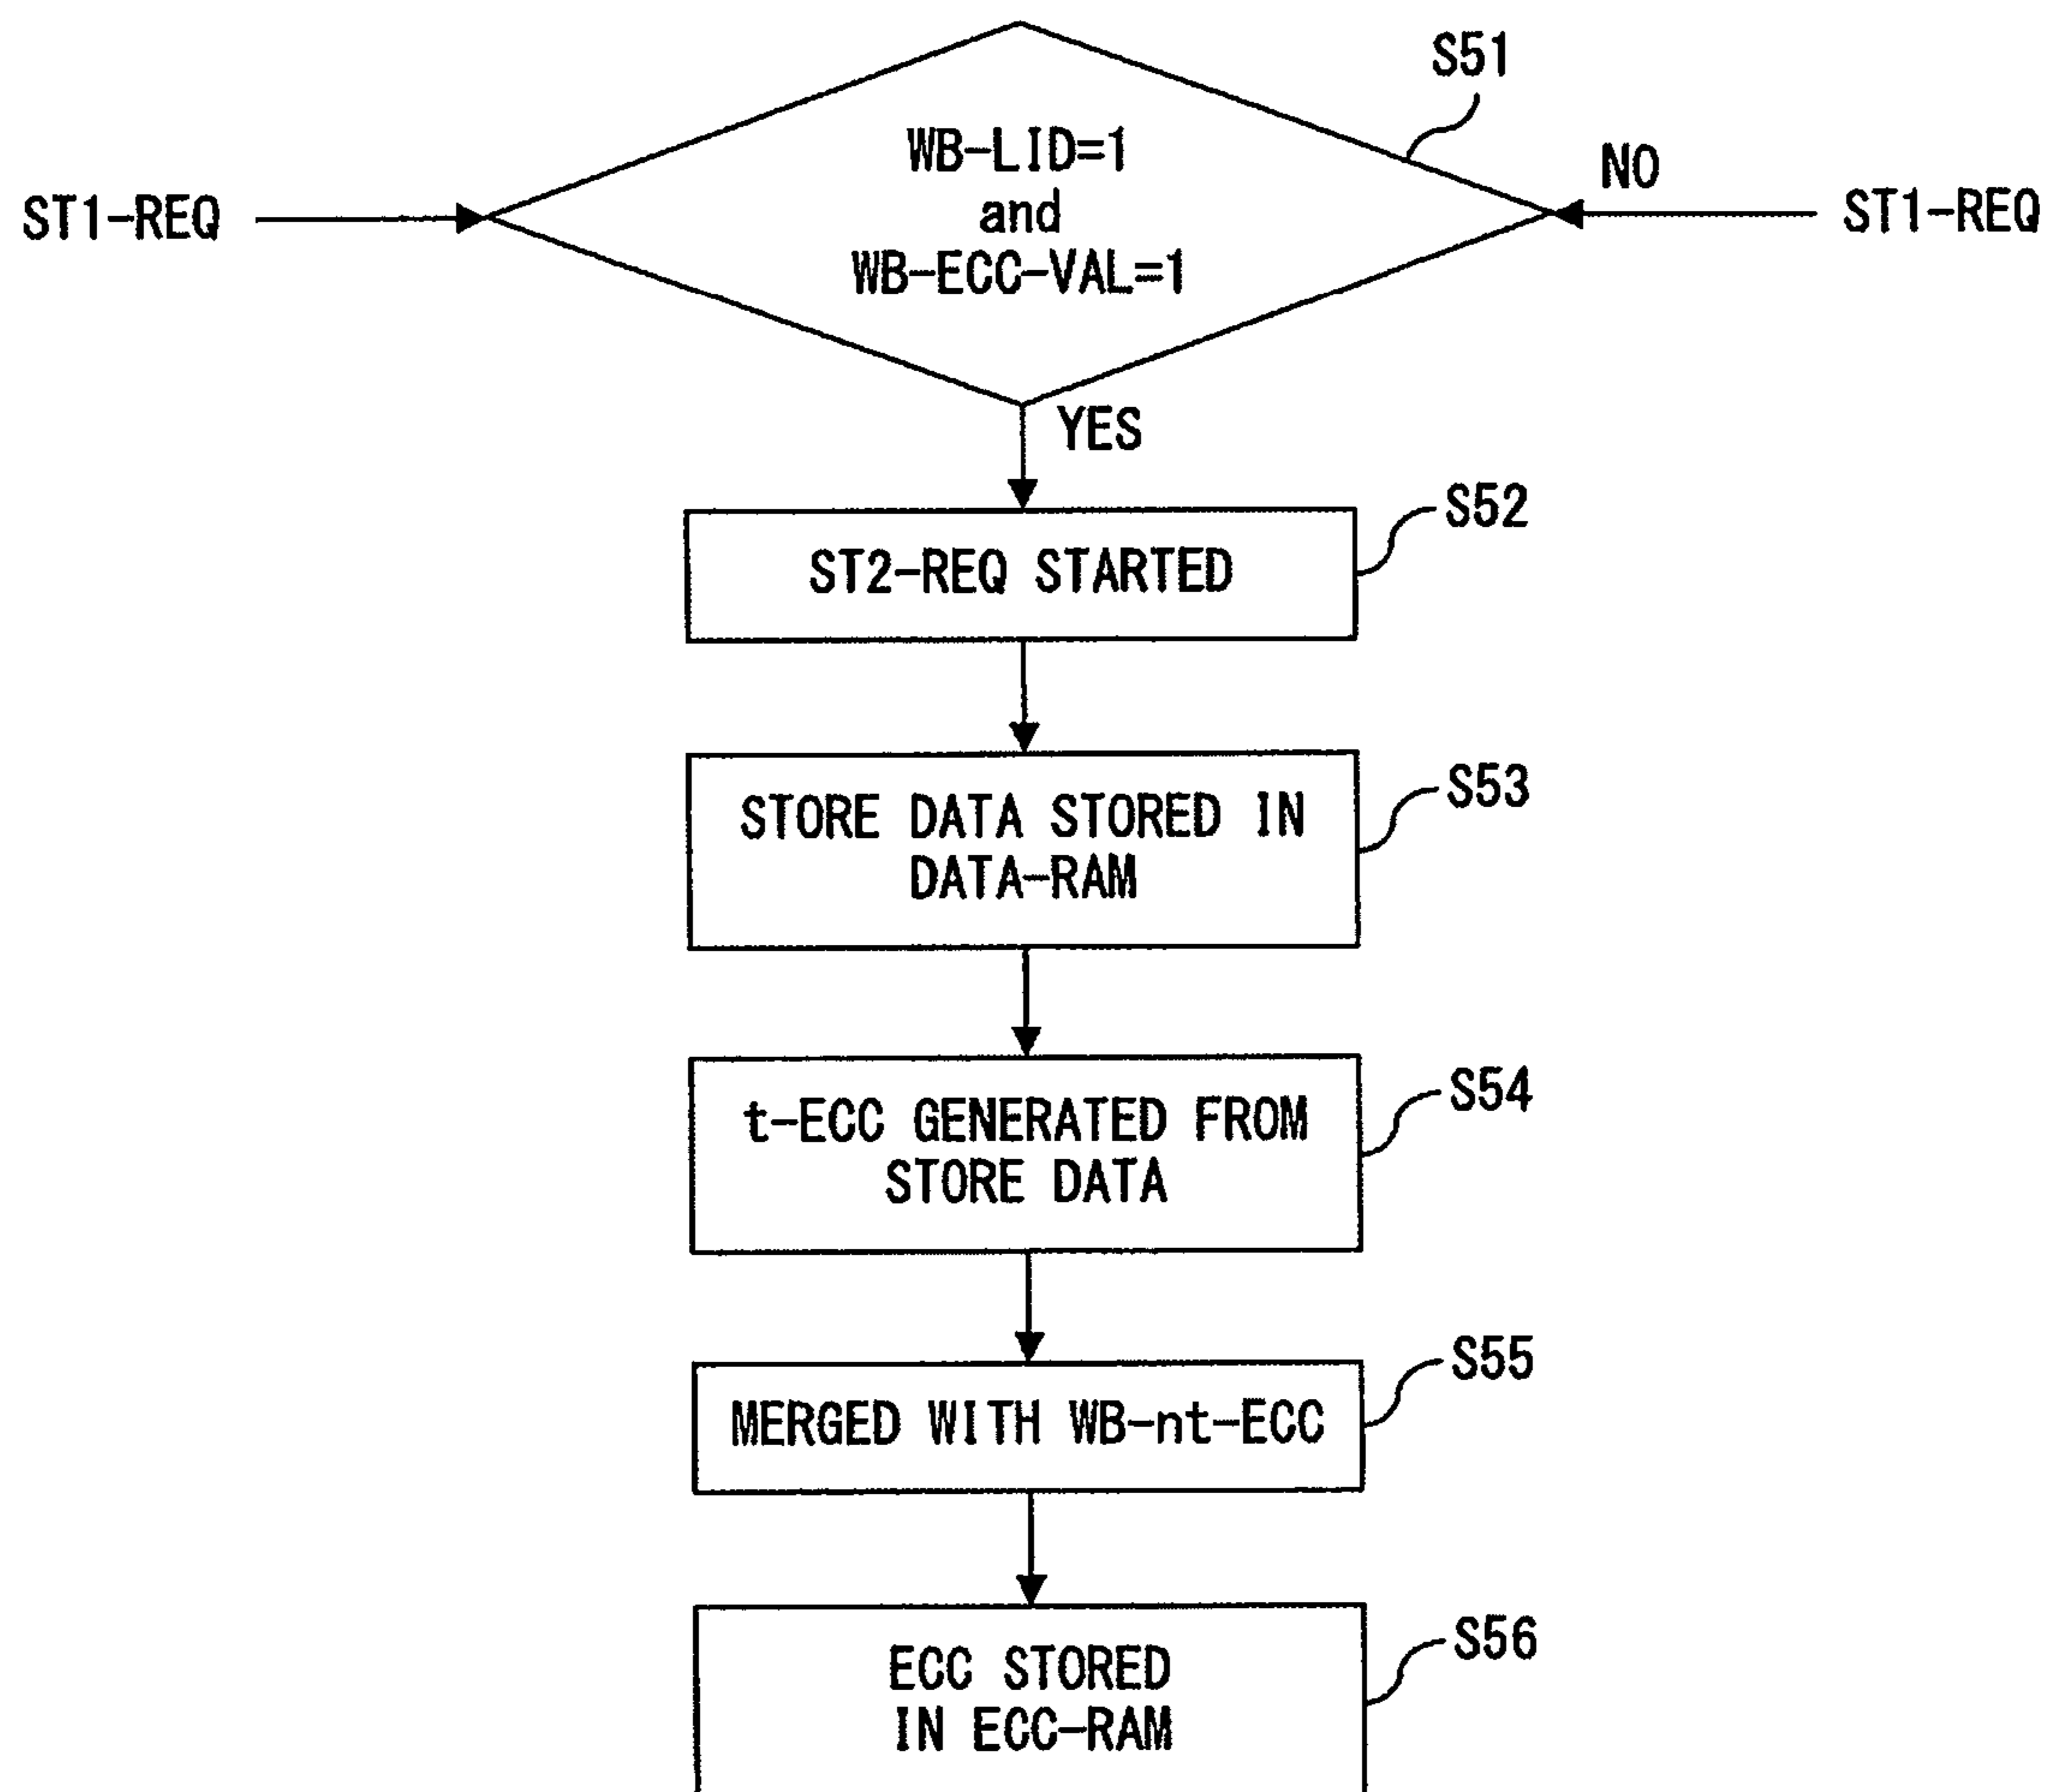 S51
WB-LID=1
and
WB-ECC-VAL=1
NO
ST1-REQ
ST1-REQ
YES
S52
ST2-REQ STARTED
S53
STORE DATA STORED IN
DATA-RAM
S54
t-ECC GENERATED FROM
STORE DATA
S55
MERGED WITH WB-nt-ECC
S56
ECC STORED
IN ECC-RAM